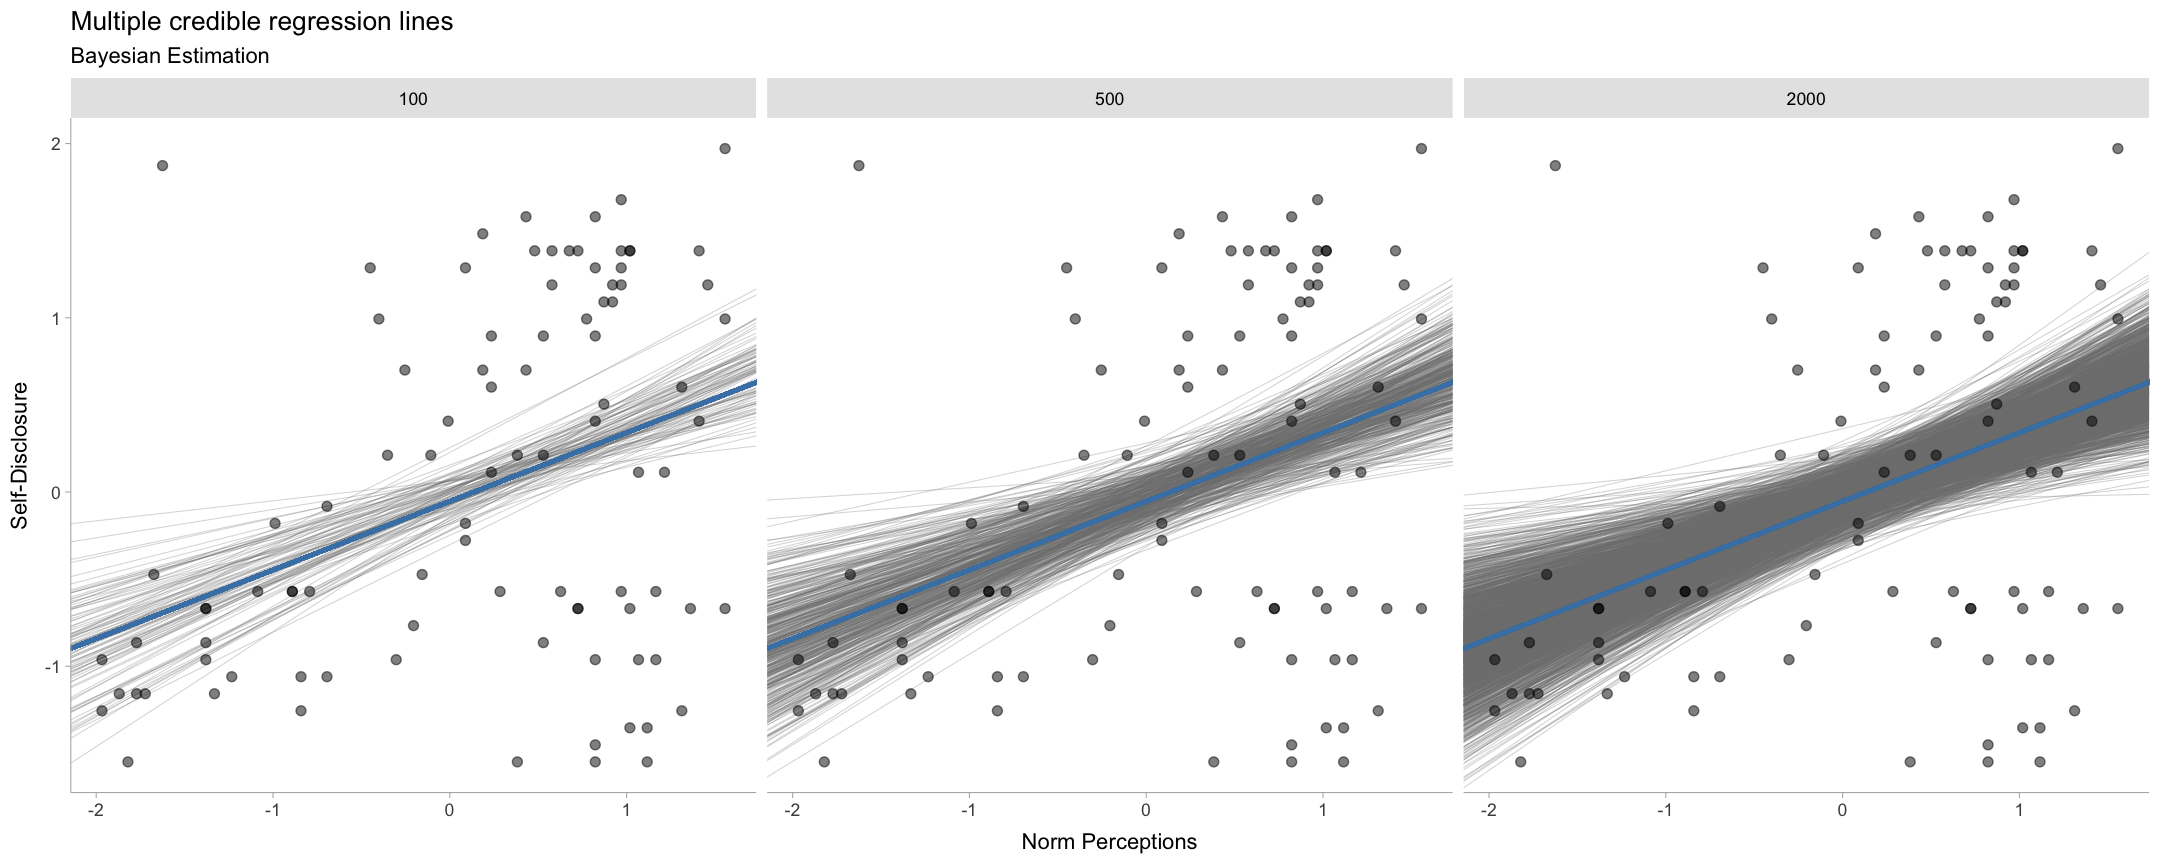 Multiple credible regression lines
Bayesian Estimation
100
500
2000
Self-Disclosure
2
1
0
-1
-2 -1 0 1
-2 -1 0 1
-2 -1 0 1
Norm Perceptions